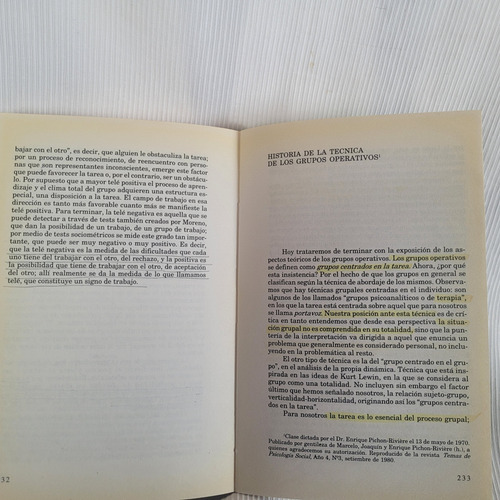 bajar con el otro", es decir, que alguien le obstaculiza la tarea;
por un proceso de reconocimiento, de reencuentro con perso-
nas que son representantes inconscientes, emerge este factor
que puede favorecer la tarea o, por el contrario, ser un obstácu-
lo. Por supuesto que a mayor telé positiva el proceso de apren-
dizaje y el clima total del grupo adquieren una estructura es-
pecial, una disposición a la tarea. El campo de trabajo en esa
dirección es tanto más favorable cuanto más se manifieste la
telé positiva. Para terminar, la telé negativa es aquella que se
puede detectar a través de tests también creados por Moreno,
que dan la posibilidad de un trabajo, de un grupo de trabajo;
por medio de tests sociométricos se mide este grado tan impor-
tante, que puede ser muy negativo o muy positivo. Es decir,
que la telé negativa es la medida de las dificultades que cada
uno tiene del trabajar con el otro, del rechazo, y la positiva es
la posibilidad que tiene de trabajar con el otro, de aceptación
del otro; allí realmente se da la medida de lo que llamamos
telé, que constituye un signo de trabajo.
32
HISTORIA DE LA TECNICA
DE LOS GRUPOS OPERATIVOS¹
Hoy trataremos de terminar con la exposición de los as-
pectos teóricos de los grupos operativos. Los grupos operativos
se definen como grupos centrados en la tarea. Ahora, ¿por qué
esta insistencia? Por el hecho de que los grupos en general se
clasifican según la técnica de abordaje de los mismos. Observa-
mos que hay técnicas grupales centradas en el individuo: son
algunos de los llamados "grupos psicoanalíticos o de terapia",
en los que la tarea está centrada sobre aquel que para nosotros
se llama portavoz. Nuestra posición ante esta técnica es de crí-
tica en tanto entendemos que desde esa perspectiva la situa-
ción grupal no es comprendida en su totalidad, sino que la
tarea de la interpretación va dirigida a aquel que enuncia un
problema que generalmente es considerado personal, no inclu-
yendo en la problemática al resto.
El otro tipo de técnica es la del "grupo centrado en el gru-
po", en el análisis de la propia dinámica. Técnica que está ins-
pirada en las ideas de Kurt Lewin, en la que se considera al
grupo como una totalidad. No incluyen sin embargo el factor
último que hemos señalado nosotros, la relación sujeto-grupo,
verticalidad-horizontalidad, originando así los "grupos centra-
dos en la tarea".
Para nosotros la tarea es lo esencial del proceso grupal;
¹Clase dictada por el Dr. Enrique Pichon-Rivière el 13 de mayo de 1970.
Publicado por gentileza de Marcelo, Joaquín y Enrique Pichon-Rivière (h.), a
quienes agradecemos su autorización. Reproducido de la revista Temas de
Psicología Social, Año 4, Nº3, setiembre de 1980.
233